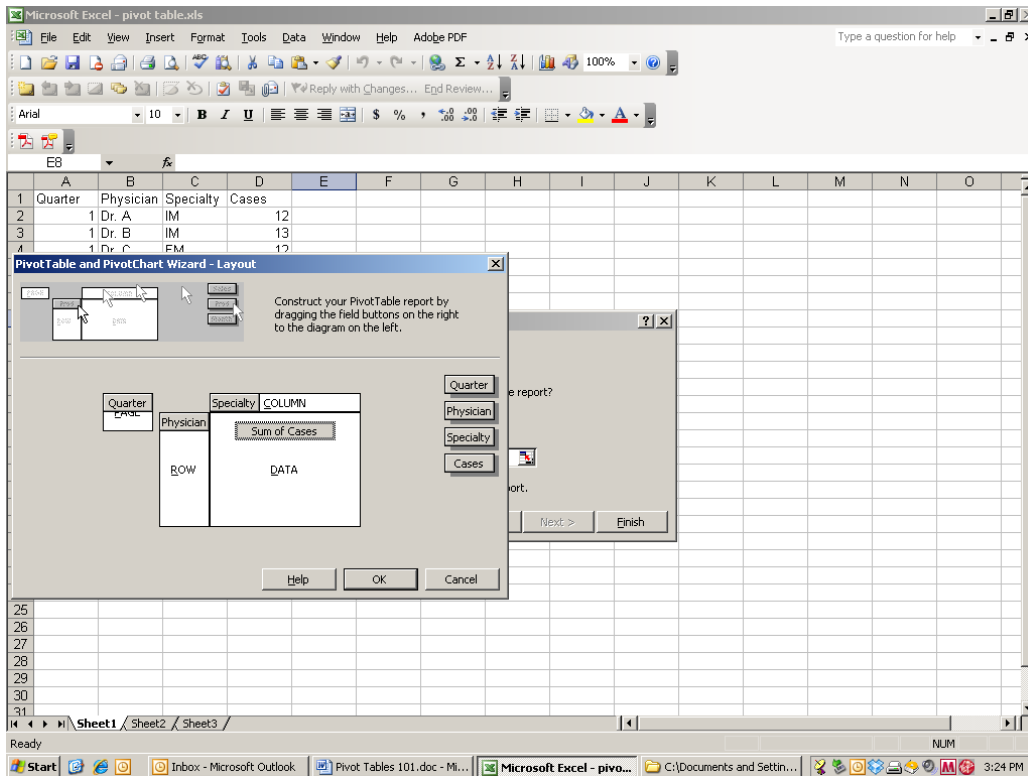 Microsoft Excel - pivot table.xls
File Edit View Insert Format Tools Data Window Help Adobe PDF
Type a question for help
100%
Reply with Changes... End Review...
Arial 10 B I U $ % ,
E8 fx
A B C D E F G H I J K L M N O
1 Quarter Physician Specialty Cases
2 1 Dr. A IM 12
3 1 Dr. B IM 13
4 1 Dr. C FM 12
PivotTable and PivotChart Wizard - Layout
Construct your PivotTable report by
dragging the field buttons on the right
to the diagram on the left.
e report?
Quarter
Physician
Specialty
Cases
Quarter
PAGE
Specialty COLUMN
Physician
Sum of Cases
ROW DATA
ort.
Next > Finish
Help OK Cancel
25
26
27
28
29
30
31
Sheet1 Sheet2 Sheet3
Ready NUM
Start Inbox - Microsoft Outlook Pivot Tables 101.doc - Mi... Microsoft Excel - pivo... C:\Documents and Settin... 3:24 PM